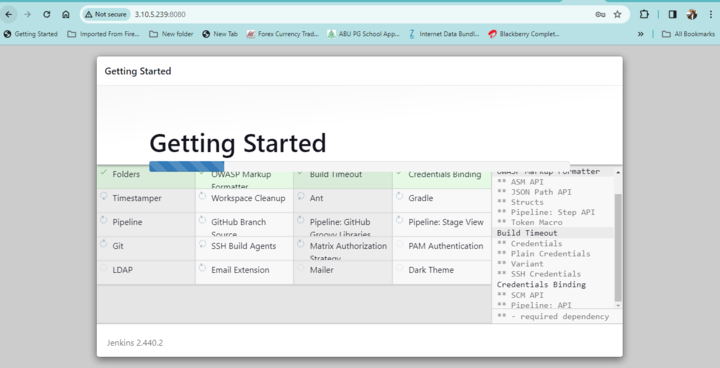 Not secure 3.10.5.239:8080
Getting Started Imported From Fire... New folder New Tab Forex Currency Trad... ABU PG School App... Internet Data Bundl... Blackberry Complet... » All Bookmarks
Getting Started
Getting Started
Folders
OWASP Markup
Formatter
Build Timeout
Credentials Binding
Timestamper
Workspace Cleanup
Ant
Gradle
Pipeline
GitHub Branch
Source
Pipeline: GitHub
Groovy Libraries
Pipeline: Stage View
Git
SSH Build Agents
Matrix Authorization
Strategy
PAM Authentication
LDAP
Email Extension
Mailer
Dark Theme
OWASP Markup Formatter
** ASM API
** JSON Path API
** Structs
** Pipeline: Step API
** Token Macro
Build Timeout
** Credentials
** Plain Credentials
** Variant
** SSH Credentials
Credentials Binding
** SCM API
** Pipeline: API
** - required dependency
Jenkins 2.440.2